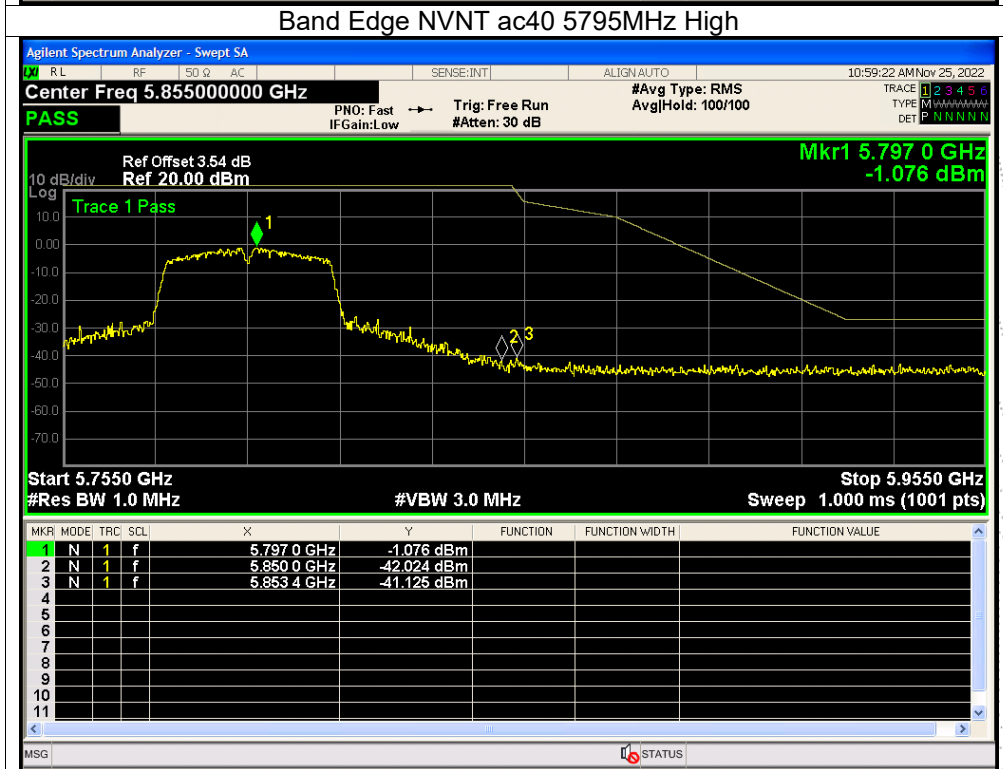 Band Edge NVNT ac40 5795MHz High
Agilent Spectrum Analyzer - Swept SA
LXI RL RF 50 Ω AC SENSE:INT ALIGN AUTO 10:59:22 AM Nov 25, 2022
Center Freq 5.855000000 GHz #Avg Type: RMS TRACE 1 2 3 4 5 6
PNO: Fast Trig: Free Run Avg|Hold: 100/100 TYPE M WWWWW
PASS IFGain:Low #Atten: 30 dB DET P N N N N N
Mkr1 5.797 0 GHz
Ref Offset 3.54 dB
10 dB/div Ref 20.00 dBm -1.076 dBm
Log
Trace 1 Pass
10.0
1
0.00
-10.0
-20.0
-30.0
2 3
-40.0
-50.0
-60.0
-70.0
Start 5.7550 GHz Stop 5.9550 GHz
#Res BW 1.0 MHz #VBW 3.0 MHz Sweep 1.000 ms (1001 pts)
MKR MODE TRC SCL X Y FUNCTION FUNCTION WIDTH FUNCTION VALUE
1 N 1 f 5.797 0 GHz -1.076 dBm
2 N 1 f 5.850 0 GHz -42.024 dBm
3 N 1 f 5.853 4 GHz -41.125 dBm
4
5
6
7
8
9
10
11
MSG STATUS